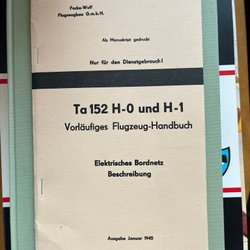 Focke-Wulf
Flugzeugbau G.m.b.H.
Als Manuskript gedruckt
Nur für den Dienstgebrauch!
Ta 152 H-0 und H-1
Vorläufiges Flugzeug-Handbuch
Elektrisches Bordnetz
Beschreibung
Ausgabe Januar 1945